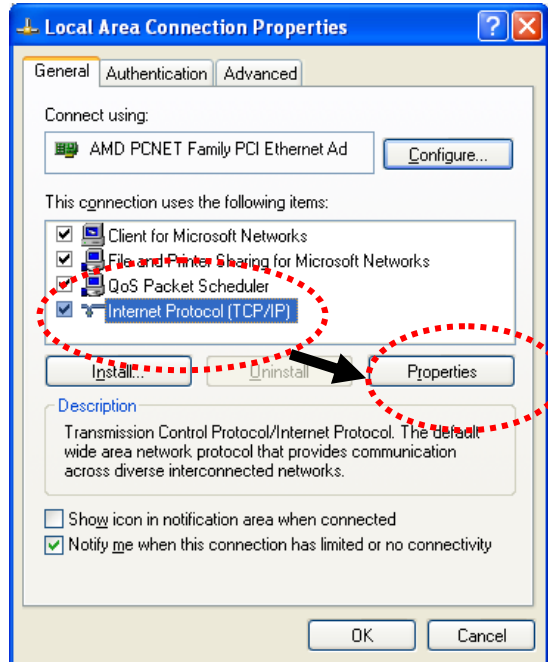 Local Area Connection Properties
General Authentication Advanced
Connect using:
AMD PCNET Family PCI Ethernet Ad Configure...
This connection uses the following items:
Client for Microsoft Networks
File and Printer Sharing for Microsoft Networks
QoS Packet Scheduler
Internet Protocol (TCP/IP)
Install... Uninstall Properties
Description
Transmission Control Protocol/Internet Protocol. The default
wide area network protocol that provides communication
across diverse interconnected networks.
Show icon in notification area when connected
Notify me when this connection has limited or no connectivity
OK Cancel